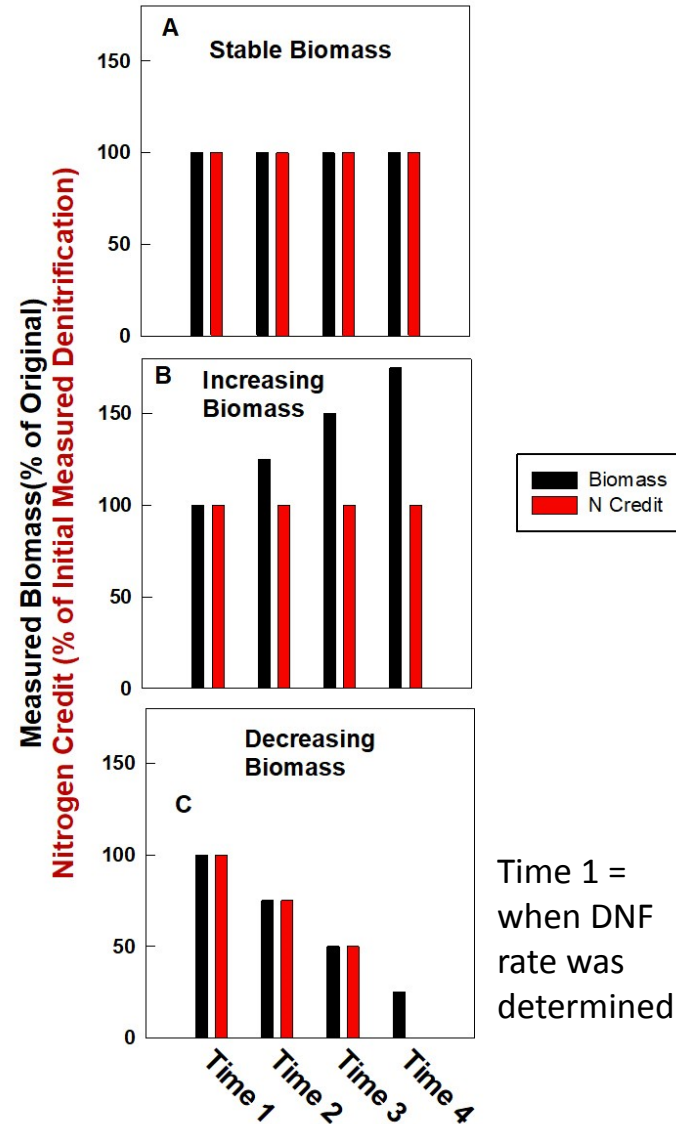 Measured Biomass(% of Original)
Nitrogen Credit (% of Initial Measured Denitrification)
A
Stable Biomass
150
100
50
0
B
Increasing
Biomass
150
100
50
0
Biomass
N Credit
Decreasing
Biomass
C
150
100
50
0
Time 1
Time 2
Time 3
Time 4
Time 1 =
when DNF
rate was
determined